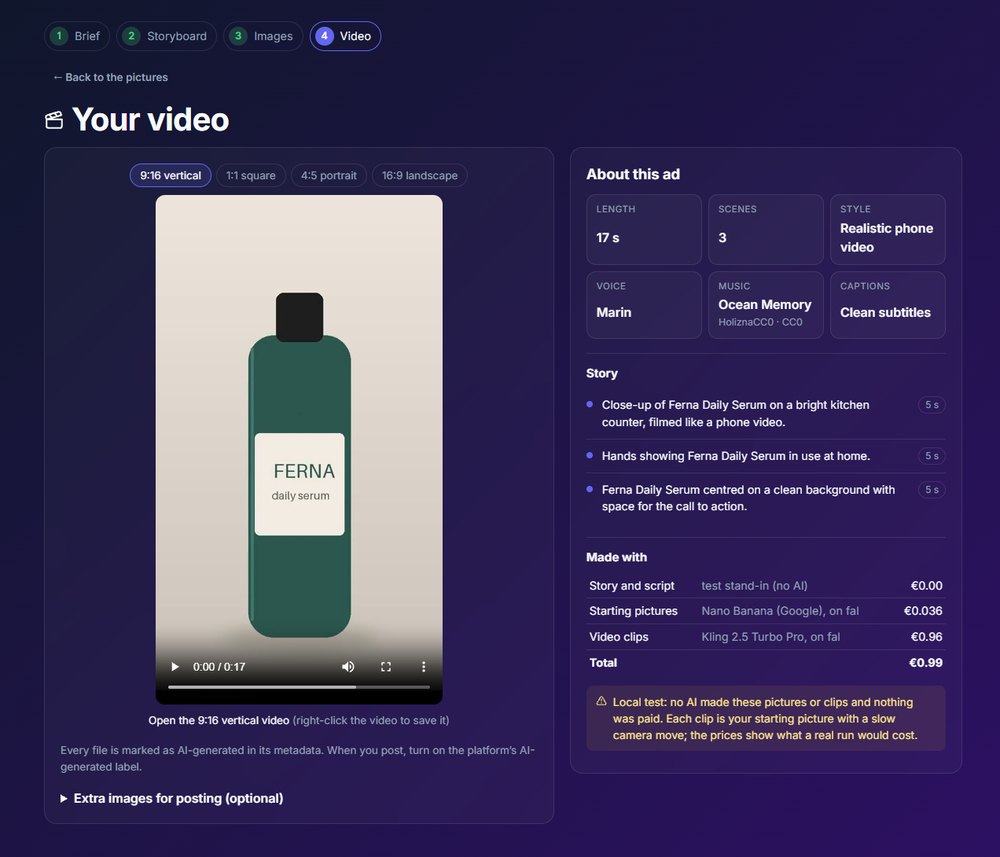 1 Brief
2 Storyboard
3 Images
4 Video
← Back to the pictures
Your video
9:16 vertical
1:1 square
4:5 portrait
16:9 landscape
FERNA
daily serum
0:00 / 0:17
Open the 9:16 vertical video (right-click the video to save it)
Every file is marked as AI-generated in its metadata. When you post, turn on the platform's AI-
generated label.
Extra images for posting (optional)
About this ad
LENGTH
17 s
SCENES
3
STYLE
Realistic phone
video
VOICE
Marin
MUSIC
Ocean Memory
HoliznaCC0 · CC0
CAPTIONS
Clean subtitles
Story
Close-up of Ferna Daily Serum on a bright kitchen
counter, filmed like a phone video.
5 s
Hands showing Ferna Daily Serum in use at home.
5 s
Ferna Daily Serum centred on a clean background with
space for the call to action.
5 s
Made with
Story and script test stand-in (no AI) €0.00
Starting pictures Nano Banana (Google), on fal €0.036
Video clips Kling 2.5 Turbo Pro, on fal €0.96
Total €0.99
Local test: no AI made these pictures or clips and nothing
was paid. Each clip is your starting picture with a slow
camera move; the prices show what a real run would cost.